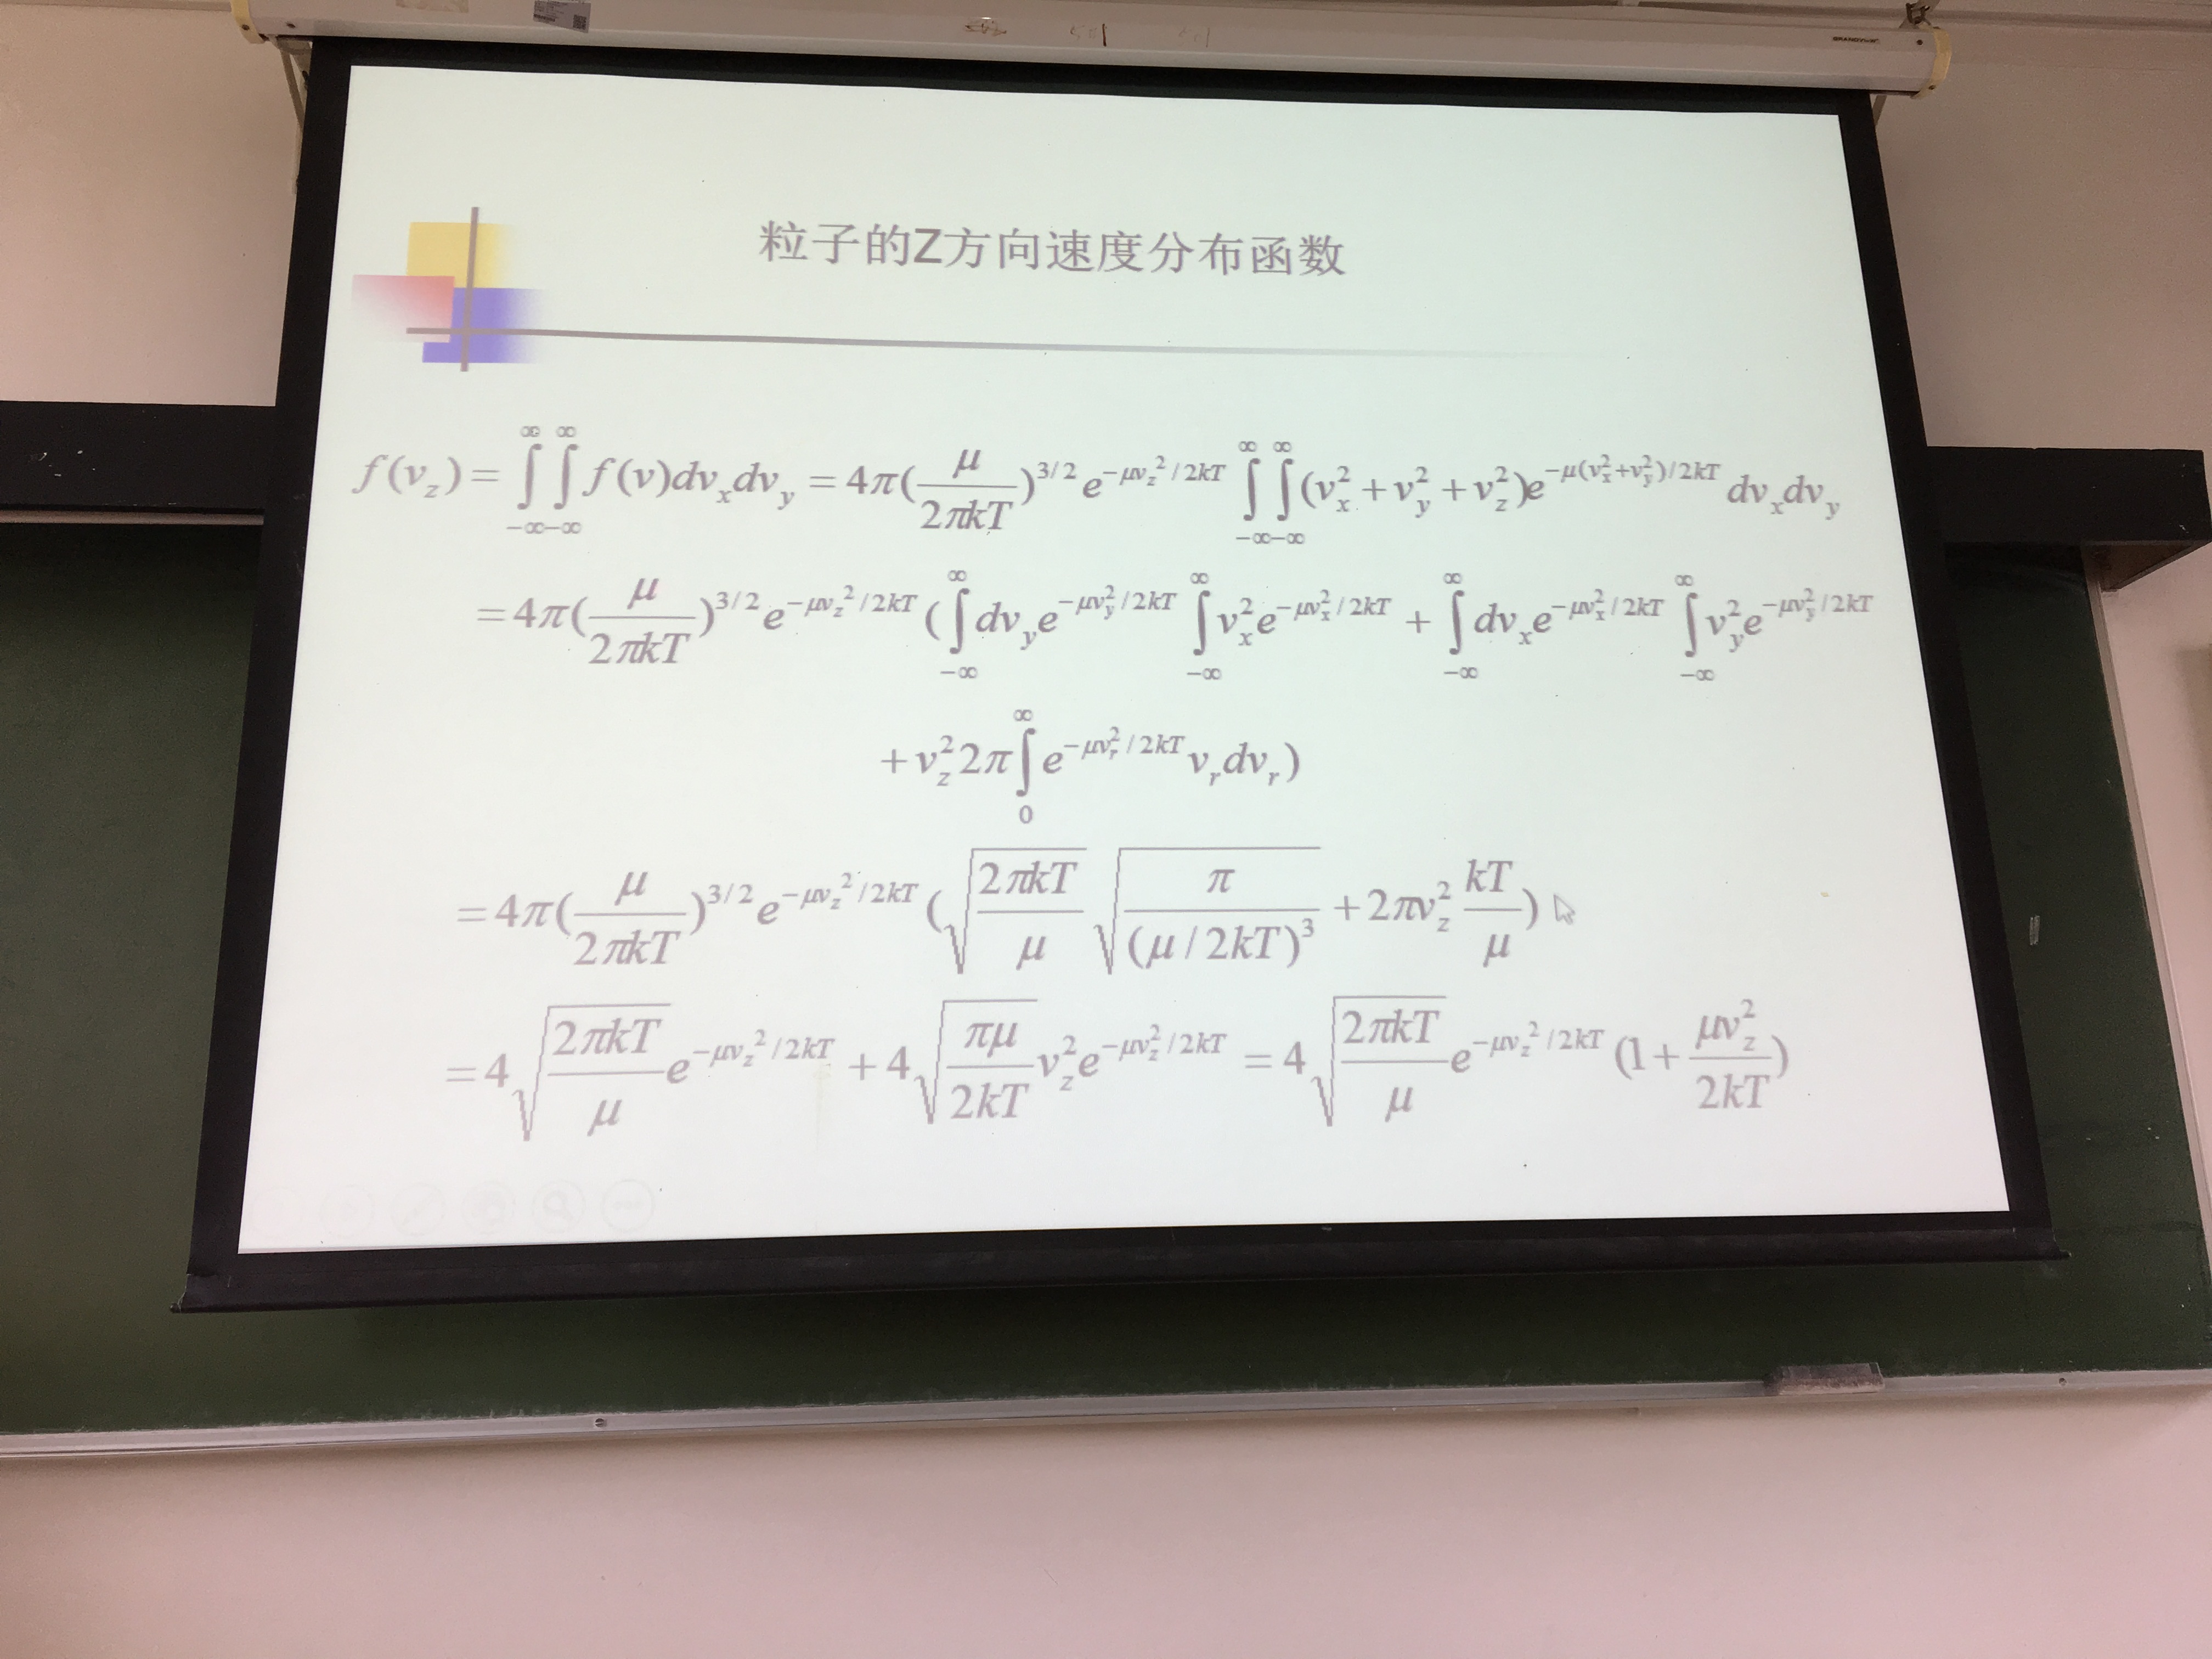 粒子的Z方向速度分布函数
$f(v_z)=\int_{-\infty}^{\infty}\int_{-\infty}^{\infty}f(v)dv_xdv_y=4\pi(\frac{\mu}{2\pi kT})^{3/2}e^{-\mu v_z^2/2kT}\int_{-\infty}^{\infty}\int_{-\infty}^{\infty}(v_x^2+v_y^2+v_z^2)e^{-\mu(v_x^2+v_y^2)/2kT}dv_xdv_y$
$=4\pi(\frac{\mu}{2\pi kT})^{3/2}e^{-\mu v_z^2/2kT}(\int_{-\infty}^{\infty}dv_ye^{-\mu v_y^2/2kT}\int_{-\infty}^{\infty}v_x^2e^{-\mu v_x^2/2kT}+\int_{-\infty}^{\infty}dv_xe^{-\mu v_x^2/2kT}\int_{-\infty}^{\infty}v_y^2e^{-\mu v_y^2/2kT}$
$+v_z^22\pi\int_0^{\infty}e^{-\mu v_r^2/2kT}v_rdv_r)$
$=4\pi(\frac{\mu}{2\pi kT})^{3/2}e^{-\mu v_z^2/2kT}(\sqrt{\frac{2\pi kT}{\mu}}\sqrt{\frac{\pi}{(\mu/2kT)^3}}+2\pi v_z^2\frac{kT}{\mu})$
$=4\sqrt{\frac{2\pi kT}{\mu}}e^{-\mu v_z^2/2kT}+4\sqrt{\frac{\pi\mu}{2kT}}v_z^2e^{-\mu v_z^2/2kT}=4\sqrt{\frac{2\pi kT}{\mu}}e^{-\mu v_z^2/2kT}(1+\frac{\mu v_z^2}{2kT})$